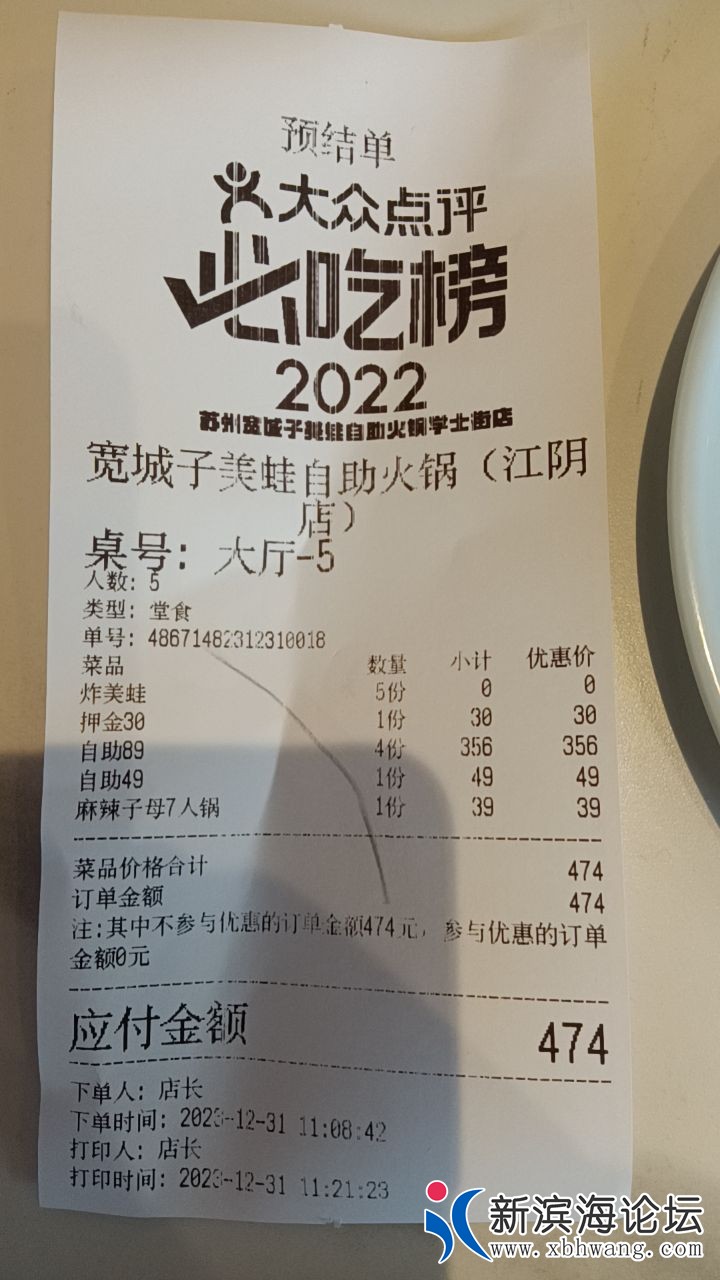 预结单
大众点评
必吃榜
2022
苏州宽城子美蛙自助火锅学士街店
宽城子美蛙自助火锅（江阴
店）
桌号: 大厅-5
人数: 5
类型: 堂食
单号: 48671482312310018
菜品 数量 小计 优惠价
炸美蛙 5份 0 0
押金30 1份 30 30
自助89 4份 356 356
自助49 1份 49 49
麻辣子母7人锅 1份 39 39
菜品价格合计 474
订单金额 474
注:其中不参与优惠的订单金额474元, 参与优惠的订单
金额0元
应付金额 474
下单人: 店长
下单时间: 2023-12-31 11:08:42
打印人: 店长
打印时间: 2023-12-31 11:21:23
新滨海论坛
www.xbhwang.com